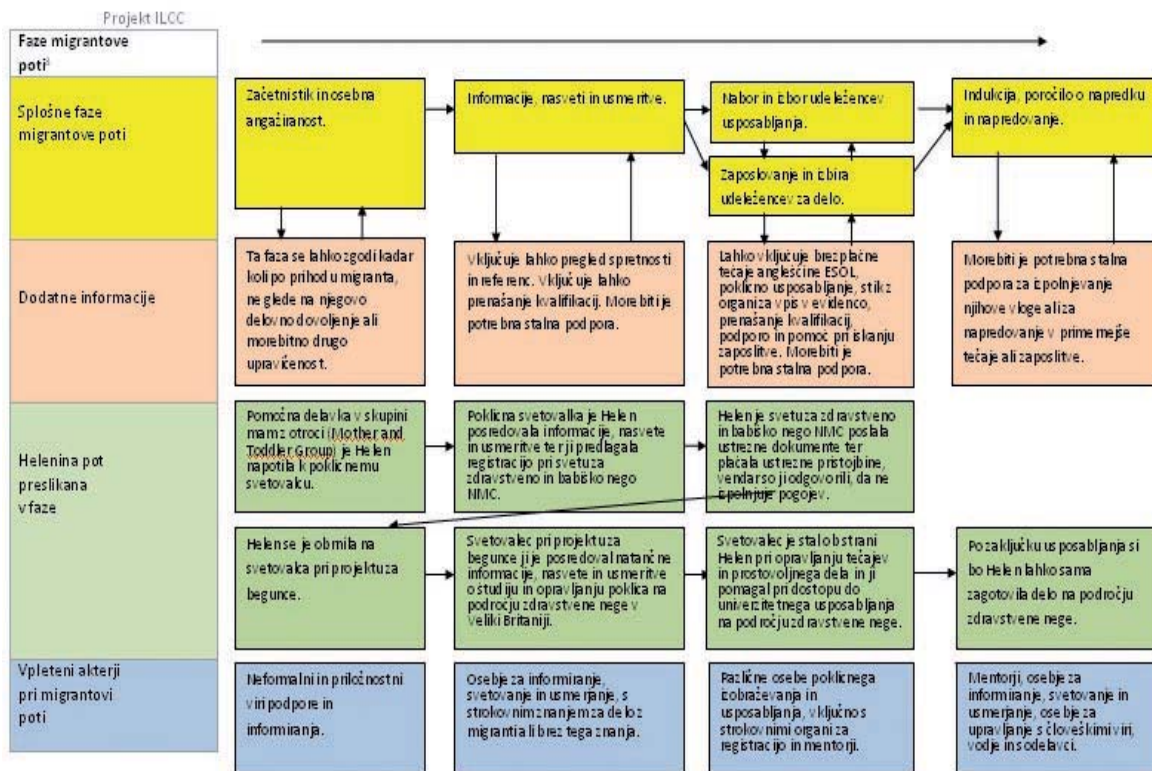 Projekt ILCC
Faze migrantove
poti³
Splošne faze
migrantove poti
Začetni stik in osebna
angažiranost.
Informacije, nasveti in usmeritve.
Nabor in izbor udeležencev
usposabljanja.
Zaposlovanje in izbira
udeležencev za delo.
Indukcija, poročilo o napredku
in napredovanje.
Dodatne informacije
Ta faza se lahko zgodi kadar
koli po prihodu migranta,
ne glede na njegovo
delovno dovoljenje ali
morebitno drugo
upravičenost.
Vključuje lahko pregled spretnosti
in referenc. Vključuje lahko
prenašanje kvalifikacij. Morebiti je
potrebna stalna podpora.
Lahko vključuje brezplačne
tečaje angleščine ESOL,
poklicno usposabljanje, stik z
organi za vpis v evidenco,
prenašanje kvalifikacij,
podporo in pomoč pri iskanju
zaposlitve. Morebiti je
potrebna stalna podpora.
Morebiti je potrebna stalna
podpora za izpolnjevanje
njihove vloge ali za
napredovanje v primernejše
tečaje ali zaposlitve.
Helenina pot
preslikana
v faze
Pomožna delavka v skupini
mam z otroci (Mother and
Toddler Group) je Helen
napotila k poklicnemu
svetovalcu.
Poklicna svetovalka je Helen
posredovala informacije, nasvete
in usmeritve ter ji predlagala
registracijo pri svetu za
zdravstveno in babiško nego
NMC.
Helen je svetu za zdravstveno
in babiško nego NMC poslala
ustrezne dokumente ter
plačala ustrezne pristojbine,
vendar so ji odgovorili, da ne
izpolnjuje pogojev.
Helen se je obrnila na
svetovalca pri projektu za
begunce.
Svetovalec pri projektu za
begunce ji je posredoval natančne
informacije, nasvete in usmeritve
o študiju in opravljanju poklica na
področju zdravstvene nege v
Veliki Britaniji.
Svetovalec je stal ob strani
Helen pri opravljanju tečajev
in prostovoljnega dela in ji
pomagal pri dostopu do
univerzitetnega usposabljanja
na področju zdravstvene nege.
Po zaključku usposabljanja si
bo Helen lahko sama
zagotovila delo na področju
zdravstvene nege.
Vpleteni akterji
pri migrantovi
poti
Neformalni in priložnostni
viri podpore in
informiranja.
Osebje za informiranje,
svetovanje in usmerjanje, s
strokovnim znanjem za delo z
migranti ali brez tega znanja.
Različne osebe poklicnega
izobraževanja in
usposabljanja, vključno s
strokovnimi organi za
registracijo in mentorji.
Mentorji, osebje za
informiranje, svetovanje in
usmerjanje, osebje za
upravljanje s človeškimi viri,
vodje in sodelavci.